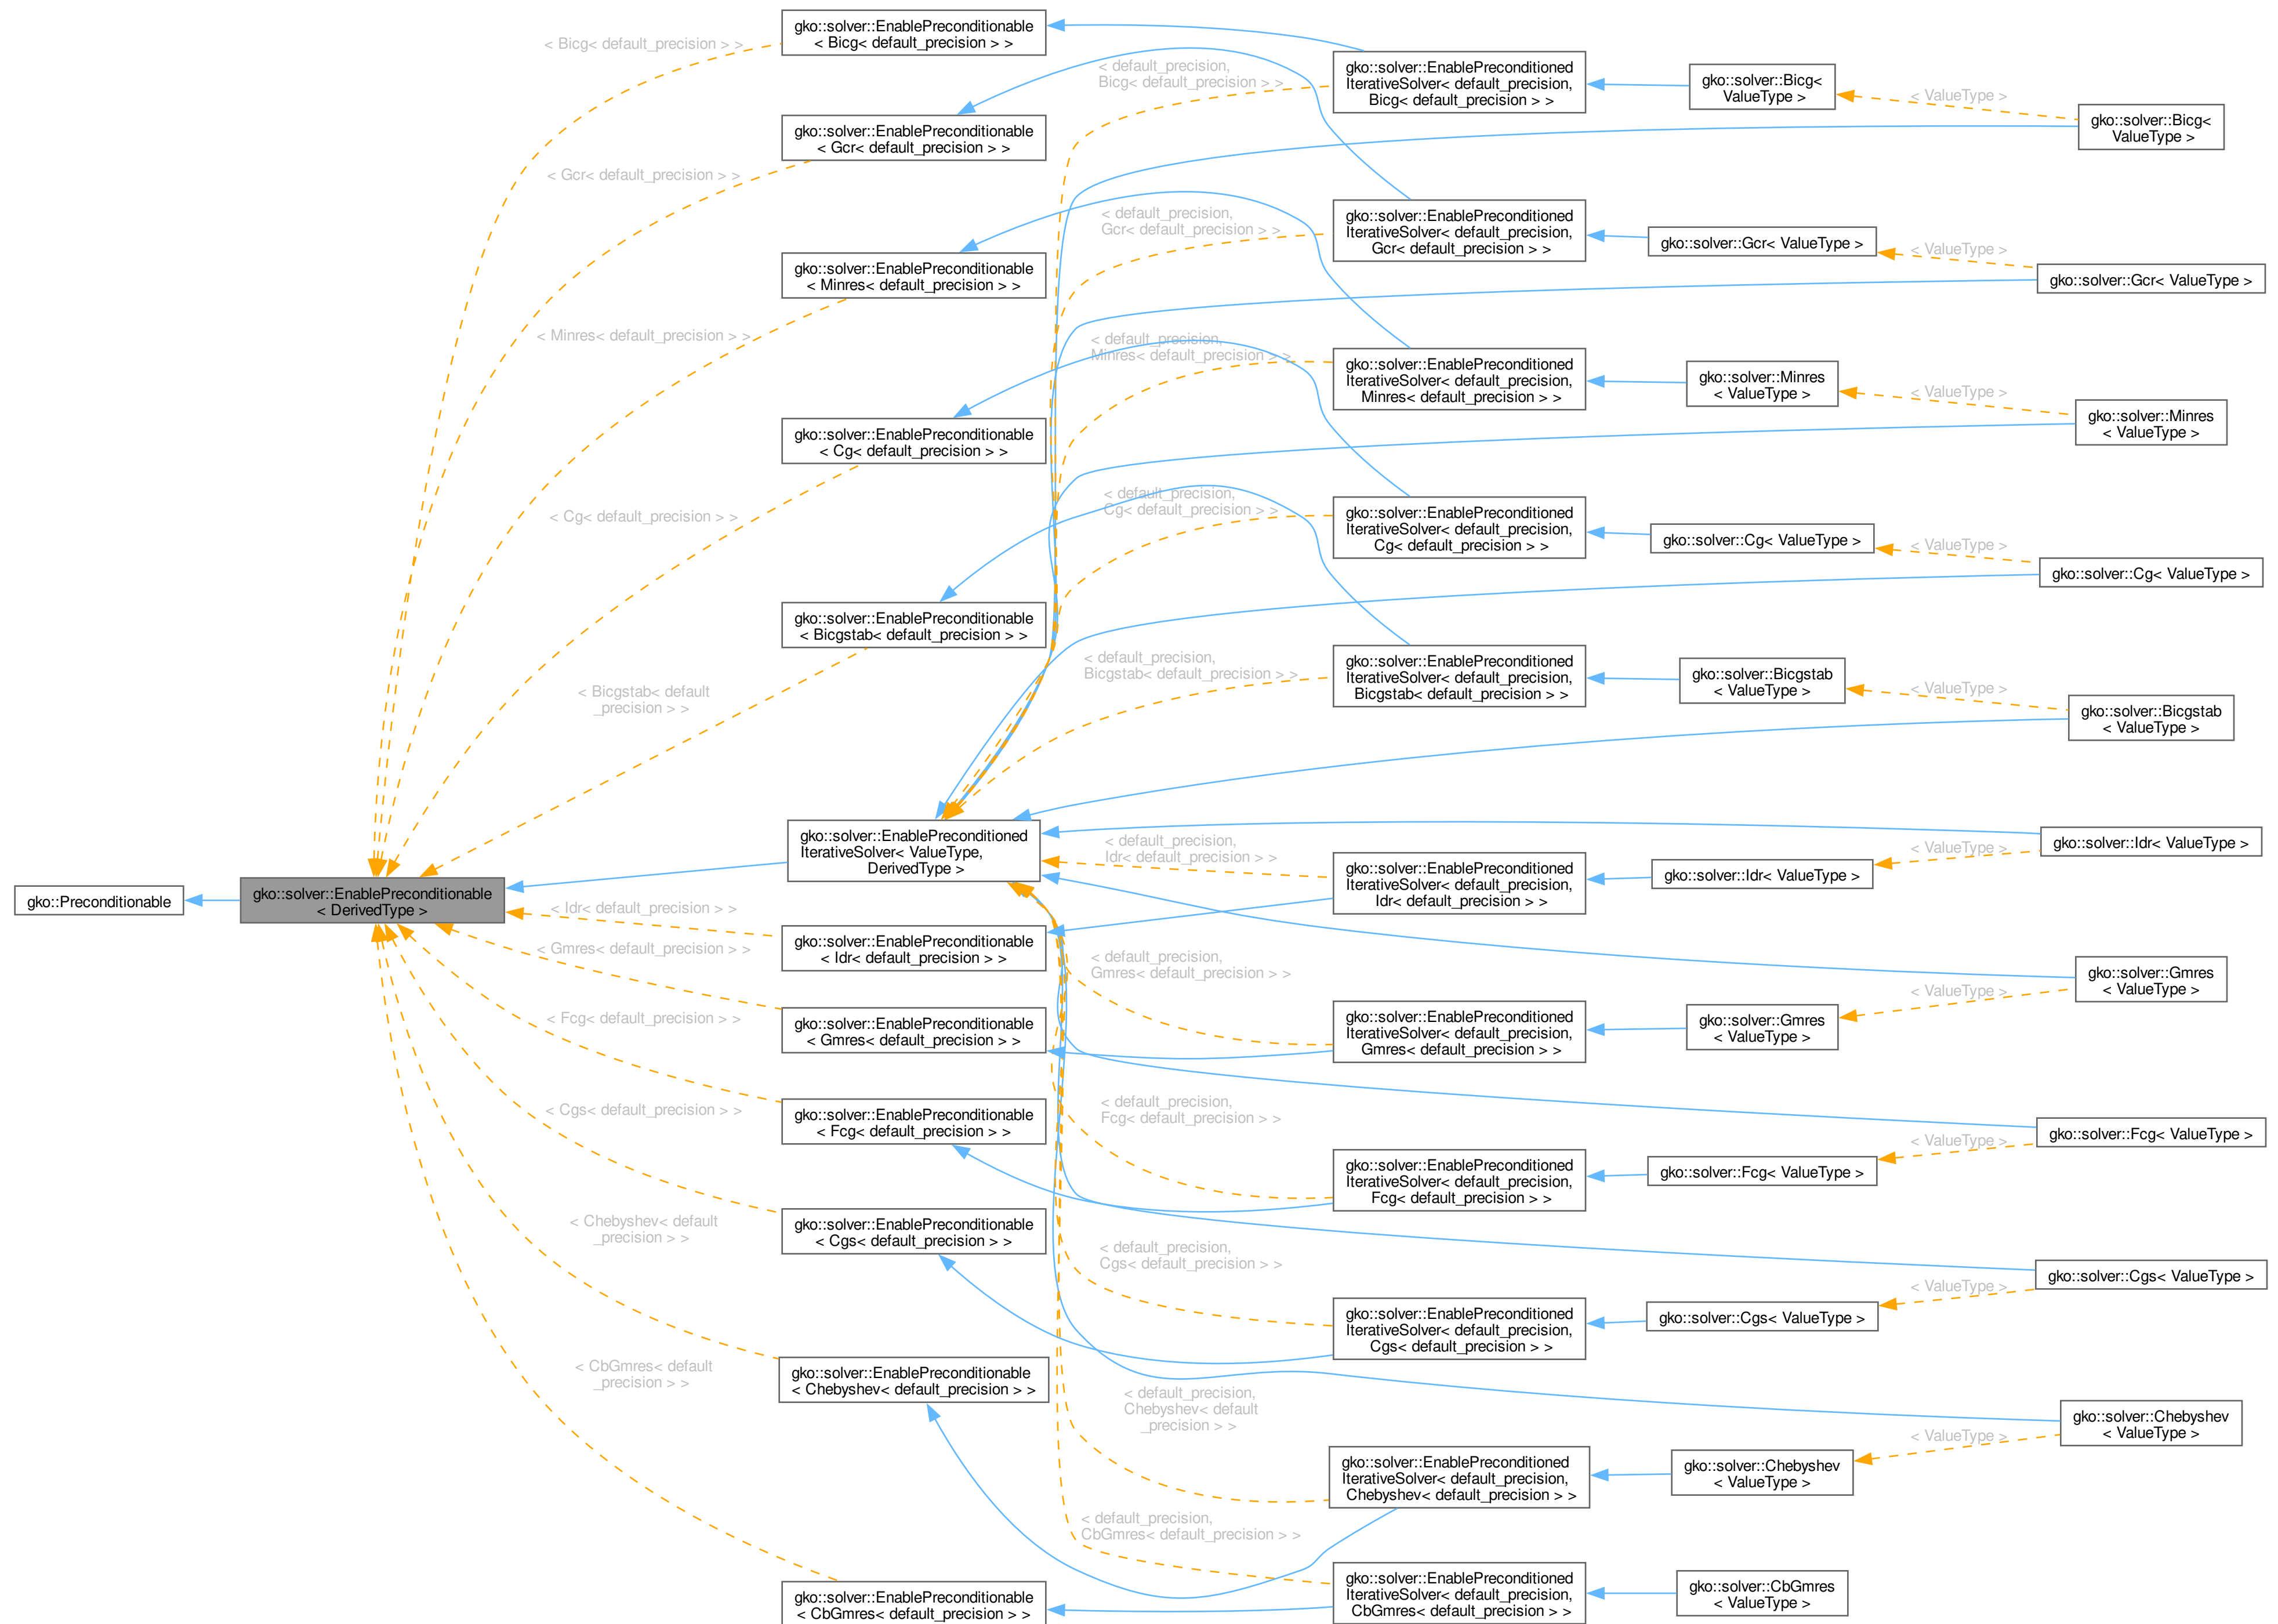 gko::Preconditionable
gko::solver::EnablePreconditionable
< DerivedType >
< Bicg< default_precision > >
< Gcr< default_precision > >
< Minres< default_precision > >
< Cg< default_precision > >
< Bicgstab< default
_precision > >
< Idr< default_precision > >
< Gmres< default_precision > >
< Fcg< default_precision > >
< Cgs< default_precision > >
< Chebyshev< default
_precision > >
< CbGmres< default
_precision > >
gko::solver::EnablePreconditionable
< Bicg< default_precision > >
gko::solver::EnablePreconditionable
< Gcr< default_precision > >
gko::solver::EnablePreconditionable
< Minres< default_precision > >
gko::solver::EnablePreconditionable
< Cg< default_precision > >
gko::solver::EnablePreconditionable
< Bicgstab< default_precision > >
gko::solver::EnablePreconditioned
IterativeSolver< ValueType,
DerivedType >
gko::solver::EnablePreconditionable
< Idr< default_precision > >
gko::solver::EnablePreconditionable
< Gmres< default_precision > >
gko::solver::EnablePreconditionable
< Fcg< default_precision > >
gko::solver::EnablePreconditionable
< Cgs< default_precision > >
gko::solver::EnablePreconditionable
< Chebyshev< default_precision > >
gko::solver::EnablePreconditionable
< CbGmres< default_precision > >
< default_precision,
Bicg< default_precision > >
< default_precision,
Gcr< default_precision > >
< default_precision,
Minres< default_precision > >
< default_precision,
Cg< default_precision > >
< default_precision,
Bicgstab< default_precision > >
< default_precision,
Idr< default_precision > >
< default_precision,
Gmres< default_precision > >
< default_precision,
Fcg< default_precision > >
< default_precision,
Cgs< default_precision > >
< default_precision,
Chebyshev< default
_precision > >
< default_precision,
CbGmres< default_precision > >
gko::solver::EnablePreconditioned
IterativeSolver< default_precision,
Bicg< default_precision > >
gko::solver::EnablePreconditioned
IterativeSolver< default_precision,
Gcr< default_precision > >
gko::solver::EnablePreconditioned
IterativeSolver< default_precision,
Minres< default_precision > >
gko::solver::EnablePreconditioned
IterativeSolver< default_precision,
Cg< default_precision > >
gko::solver::EnablePreconditioned
IterativeSolver< default_precision,
Bicgstab< default_precision > >
gko::solver::EnablePreconditioned
IterativeSolver< default_precision,
Idr< default_precision > >
gko::solver::EnablePreconditioned
IterativeSolver< default_precision,
Gmres< default_precision > >
gko::solver::EnablePreconditioned
IterativeSolver< default_precision,
Fcg< default_precision > >
gko::solver::EnablePreconditioned
IterativeSolver< default_precision,
Cgs< default_precision > >
gko::solver::EnablePreconditioned
IterativeSolver< default_precision,
Chebyshev< default_precision > >
gko::solver::EnablePreconditioned
IterativeSolver< default_precision,
CbGmres< default_precision > >
gko::solver::Bicg<
ValueType >
gko::solver::Gcr< ValueType >
gko::solver::Minres
< ValueType >
gko::solver::Cg< ValueType >
gko::solver::Bicgstab
< ValueType >
gko::solver::Idr< ValueType >
gko::solver::Gmres
< ValueType >
gko::solver::Fcg< ValueType >
gko::solver::Cgs< ValueType >
gko::solver::Chebyshev
< ValueType >
gko::solver::CbGmres
< ValueType >
< ValueType >
< ValueType >
< ValueType >
< ValueType >
< ValueType >
< ValueType >
< ValueType >
< ValueType >
< ValueType >
< ValueType >
gko::solver::Bicg<
ValueType >
gko::solver::Gcr< ValueType >
gko::solver::Minres
< ValueType >
gko::solver::Cg< ValueType >
gko::solver::Bicgstab
< ValueType >
gko::solver::Idr< ValueType >
gko::solver::Gmres
< ValueType >
gko::solver::Fcg< ValueType >
gko::solver::Cgs< ValueType >
gko::solver::Chebyshev
< ValueType >